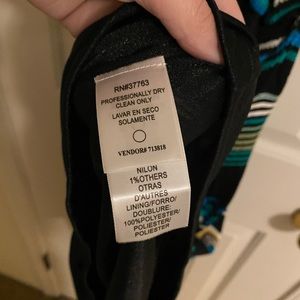 RN#37763
PROFESSIONALLY DRY
CLEAN ONLY
LAVAR EN SECO
SOLAMENTE
VENDOR# 713818
NILON
1%OTHERS
OTRAS
D'AUTRES
LINING/FORRO/
DOUBLURE:
100%POLYESTER/
POLIESTER/
POLYESTER